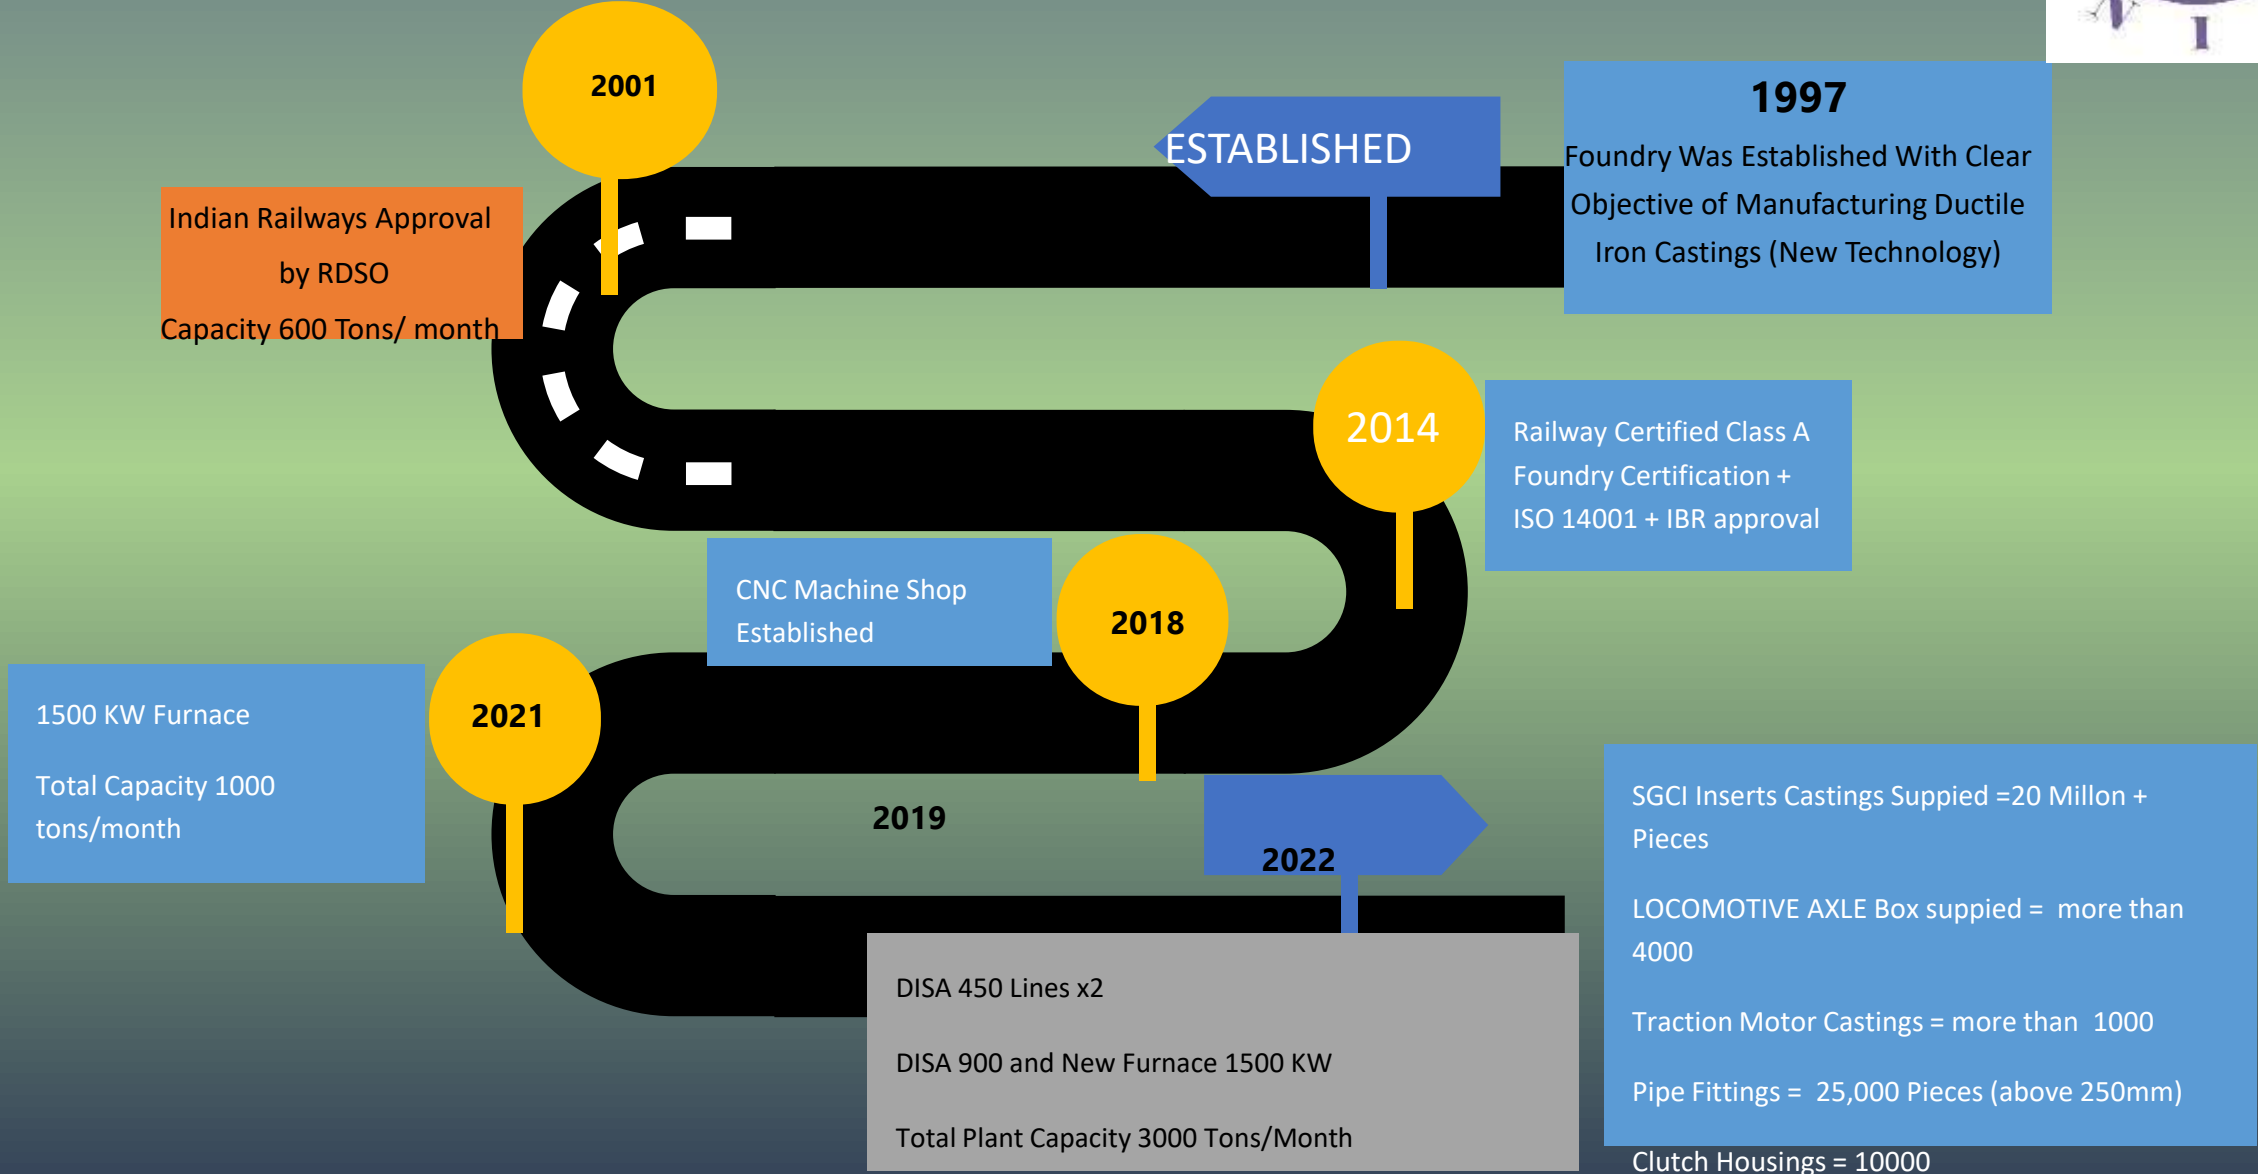 I
2001
1997
ESTABLISHED
Foundry Was Established With Clear
Objective of Manufacturing Ductile
Iron Castings (New Technology)
Indian Railways Approval
by RDSO
Capacity 600 Tons/ month
2014
Railway Certified Class A
Foundry Certification +
ISO 14001 + IBR approval
CNC Machine Shop
Established
2018
2021
1500 KW Furnace
Total Capacity 1000
tons/month
2019
2022
SGCI Inserts Castings Suppied =20 Millon +
Pieces
LOCOMOTIVE AXLE Box suppied = more than
4000
Traction Motor Castings = more than 1000
Pipe Fittings = 25,000 Pieces (above 250mm)
Clutch Housings = 10000
DISA 450 Lines x2
DISA 900 and New Furnace 1500 KW
Total Plant Capacity 3000 Tons/Month